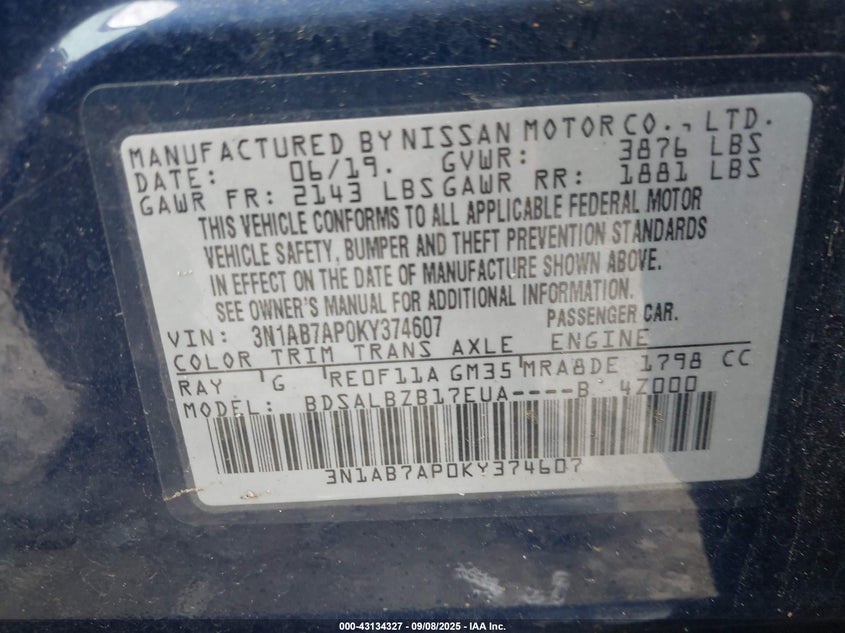 MANUFACTURED BY NISSAN MOTOR CO., LTD.
DATE: 06/19. GVWR: 3876 LBS
GAWR FR: 2143 LBS GAWR RR: 1881 LBS
THIS VEHICLE CONFORMS TO ALL APPLICABLE FEDERAL MOTOR
VEHICLE SAFETY, BUMPER AND THEFT PREVENTION STANDARDS
IN EFFECT ON THE DATE OF MANUFACTURE SHOWN ABOVE.
SEE OWNER'S MANUAL FOR ADDITIONAL INFORMATION.
VIN: 3N1AB7AP0KY374607 PASSENGER CAR.
COLOR TRIM TRANS AXLE ENGINE
RAY G RE0F11A GM35 MRA8DE 1798 CC
MODEL: BDSALBZB17EUA----B 4Z000
3N1AB7AP0KY374607
000-43134327 - 09/08/2025 - IAA Inc.